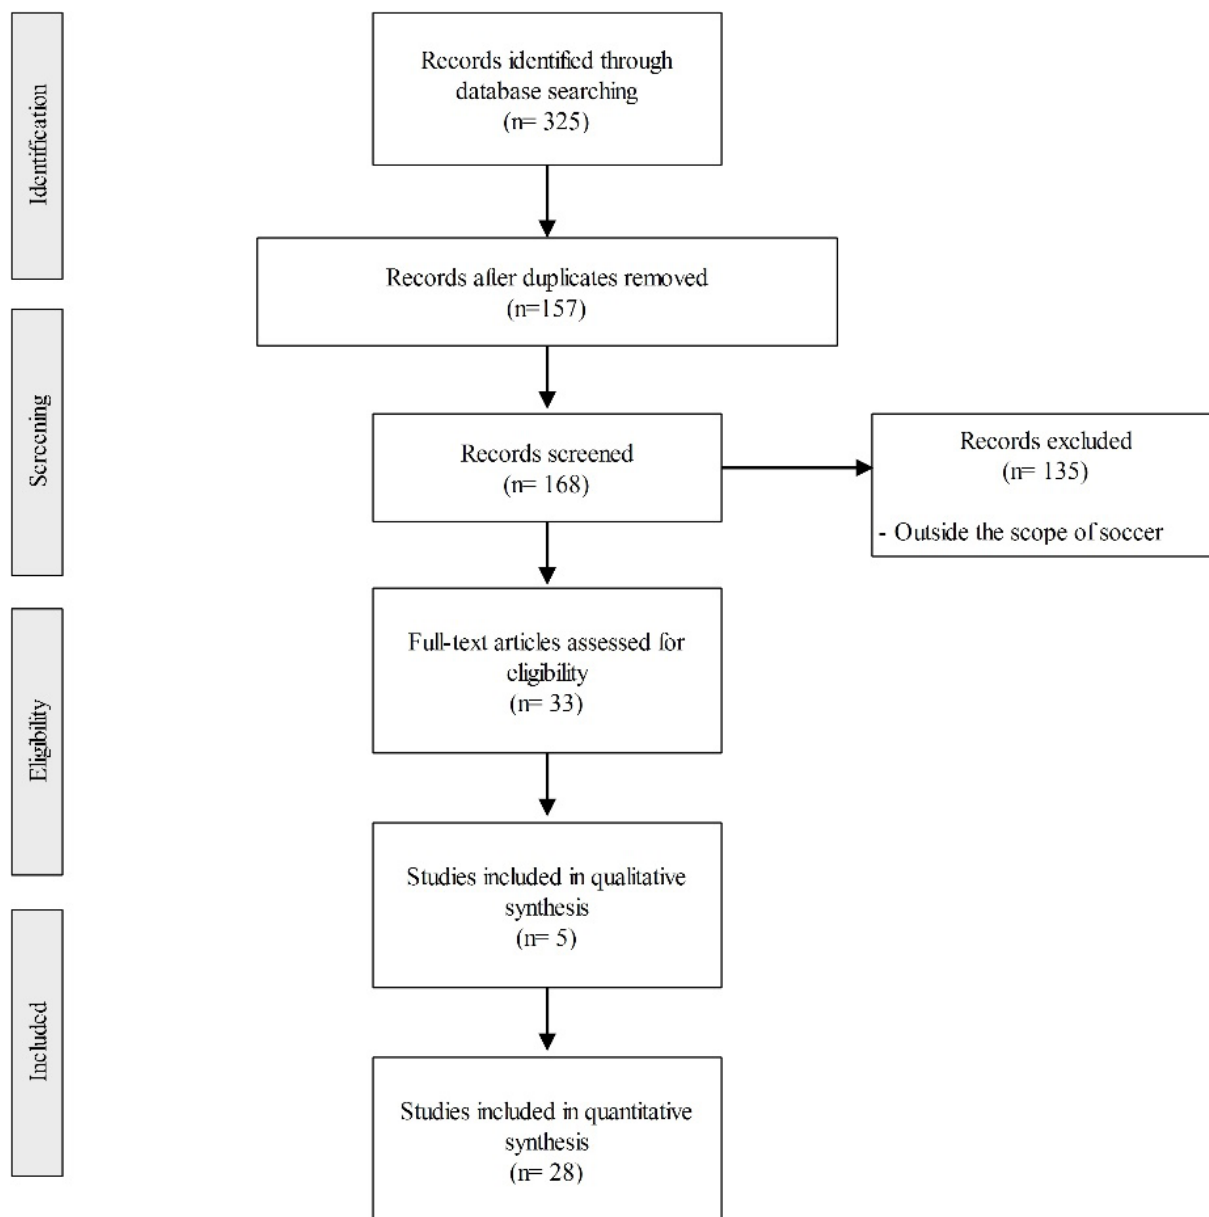 Identification
Records identified through
database searching
(n= 325)
Records after duplicates removed
(n=157)
Screening
Records screened
(n= 168)
Records excluded
(n= 135)
- Outside the scope of soccer
Eligibility
Full-text articles assessed for
eligibility
(n= 33)
Studies included in qualitative
synthesis
(n= 5)
Included
Studies included in quantitative
synthesis
(n= 28)